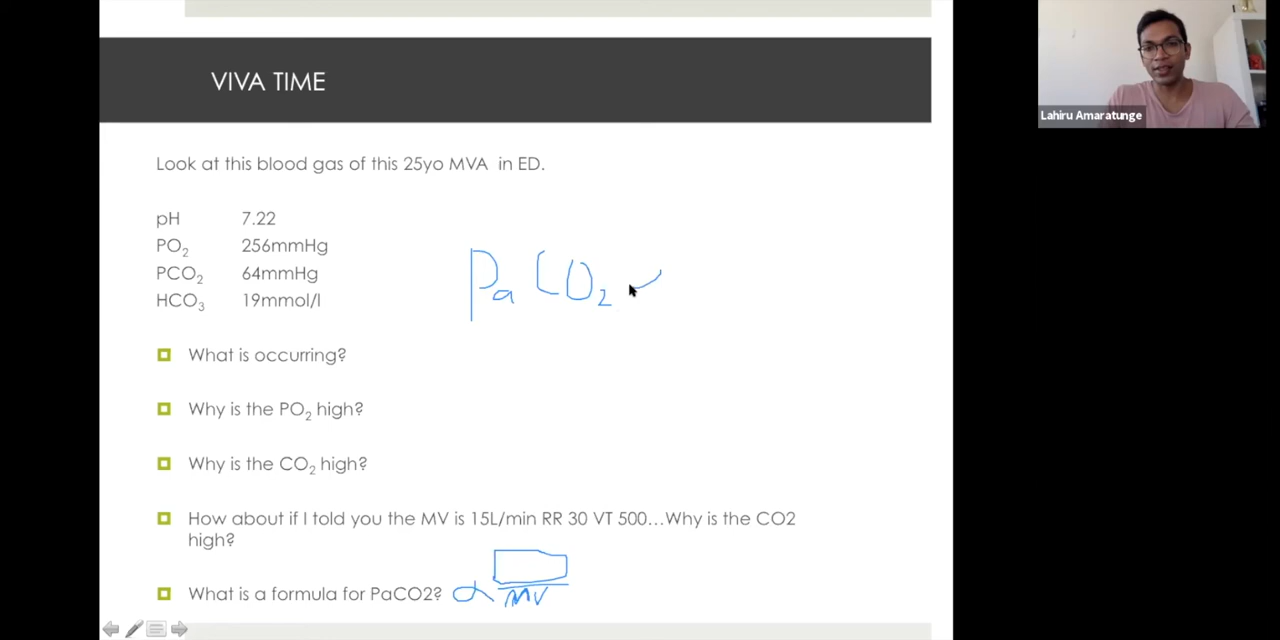 VIVA TIME
Lahiru Amaratunge
Look at this blood gas of this 25yo MVA in ED.
pH 7.22
PO2 256mmHg
PCO2 64mmHg
HCO3 19mmol/l
Pa CO2
What is occurring?
Why is the PO2 high?
Why is the CO2 high?
How about if I told you the MV is 15L/min RR 30 VT 500…Why is the CO2
high?
What is a formula for PaCO2? α
MV